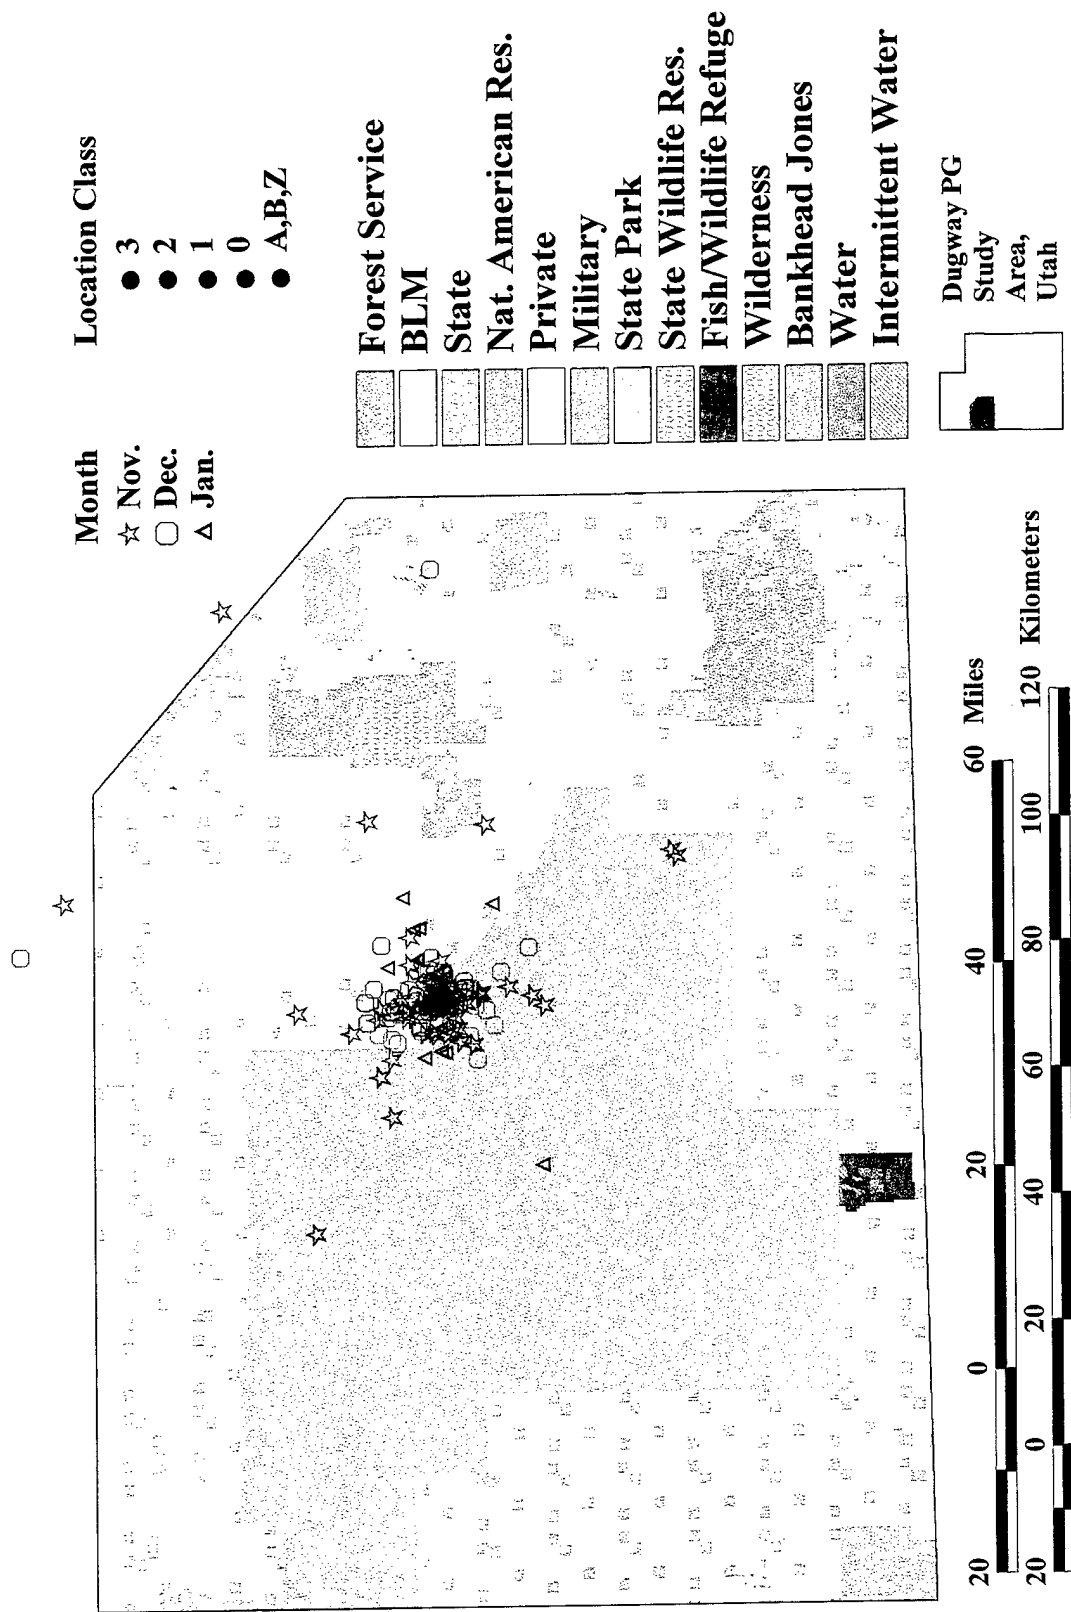 Month
Nov.
Dec.
Jan.
Location Class
3
2
1
0
A,B,Z
Forest Service
BLM
State
Nat. American Res.
Private
Military
State Park
State Wildlife Res.
Fish/Wildlife Refuge
Wilderness
Bankhead Jones
Water
Intermittent Water
Dugway PG
Study
Area,
Utah
20 0 20 40 60 Miles
20 0 20 40 60 80 100 120 Kilometers